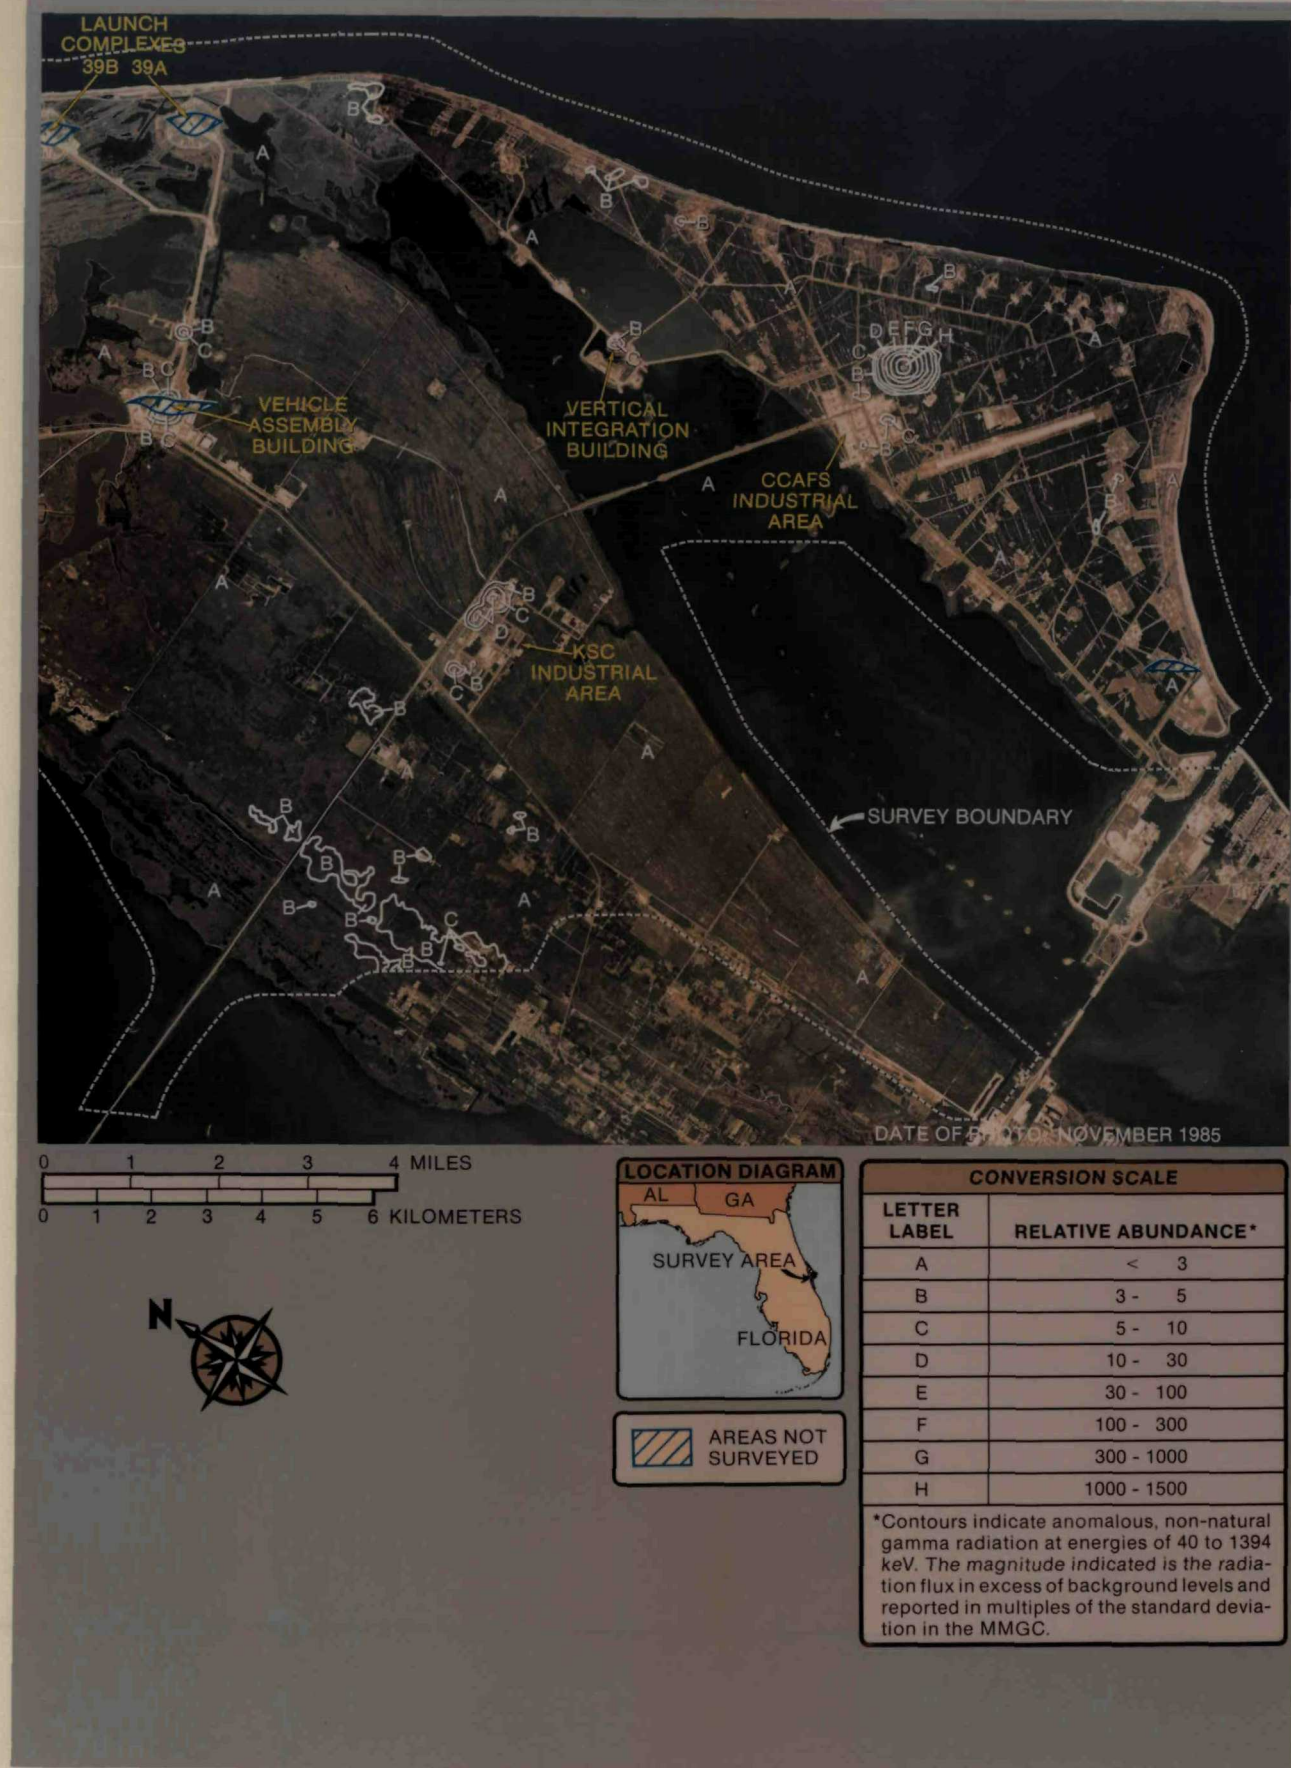 LAUNCH
COMPLEXES
39B 39A
B
A
B
A
B
B
A
B
C
A
B C
B C
VEHICLE
ASSEMBLY
BUILDING
B
C
VERTICAL
INTEGRATION
BUILDING
D E F G H
C
B
A
C
B
CCAFS
INDUSTRIAL
AREA
A
A
A
B
A
A
B
C
D
KSC
INDUSTRIAL
AREA
C B
B
A
A
A
SURVEY BOUNDARY
B
B
B
B
A
B
B
C
B
B
A
A
DATE OF PHOTO: NOVEMBER 1985
0 1 2 3 4 MILES
0 1 2 3 4 5 6 KILOMETERS
N
LOCATION DIAGRAM
AL GA
SURVEY AREA
FLORIDA
AREAS NOT
SURVEYED
CONVERSION SCALE
LETTER
LABEL
RELATIVE ABUNDANCE*
A < 3
B 3 - 5
C 5 - 10
D 10 - 30
E 30 - 100
F 100 - 300
G 300 - 1000
H 1000 - 1500
*Contours indicate anomalous, non-natural
gamma radiation at energies of 40 to 1394
keV. The magnitude indicated is the radia-
tion flux in excess of background levels and
reported in multiples of the standard devia-
tion in the MMGC.